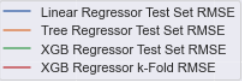 Linear Regressor Test Set RMSE
Tree Regressor Test Set RMSE
XGB Regressor Test Set RMSE
XGB Regressor k-Fold RMSE